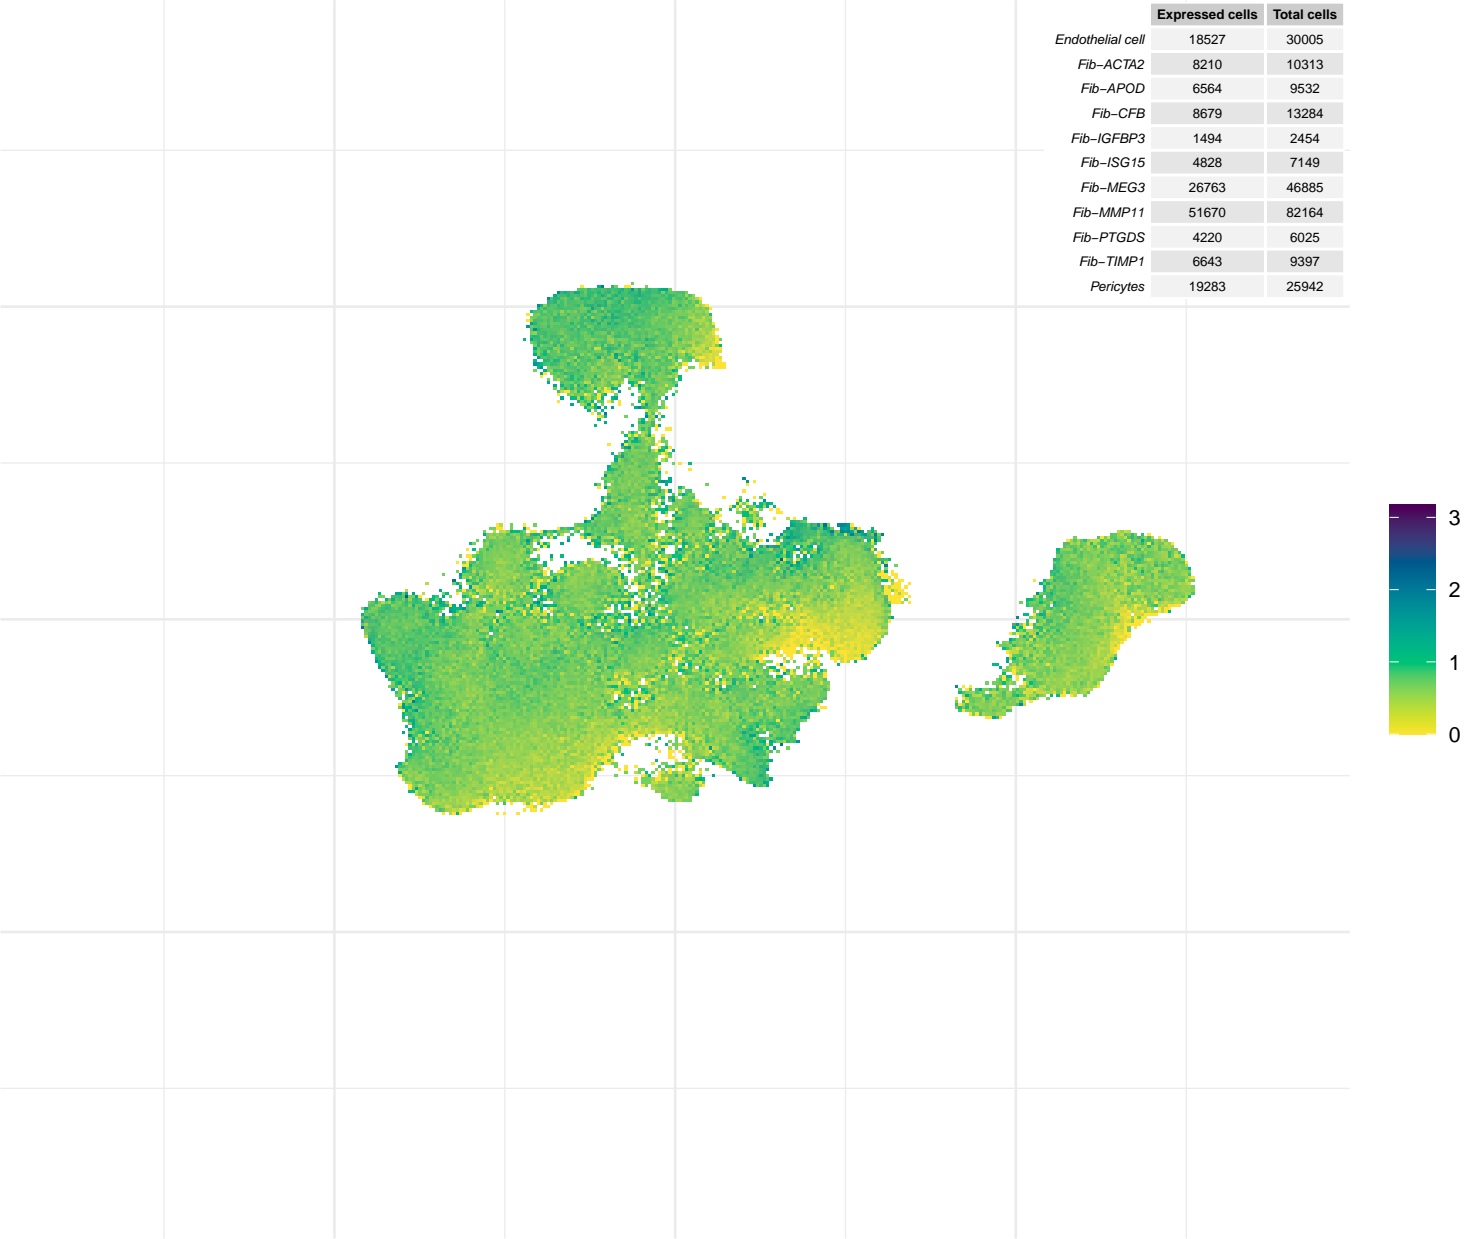 Expressed cells Total cells
Endothelial cell 18527 30005
Fib−ACTA2 8210 10313
Fib−APOD 6564 9532
Fib−CFB 8679 13284
Fib−IGFBP3 1494 2454
Fib−ISG15 4828 7149
Fib−MEG3 26763 46885
Fib−MMP11 51670 82164
Fib−PTGDS 4220 6025
Fib−TIMP1 6643 9397
Pericytes 19283 25942
3
2
1
0